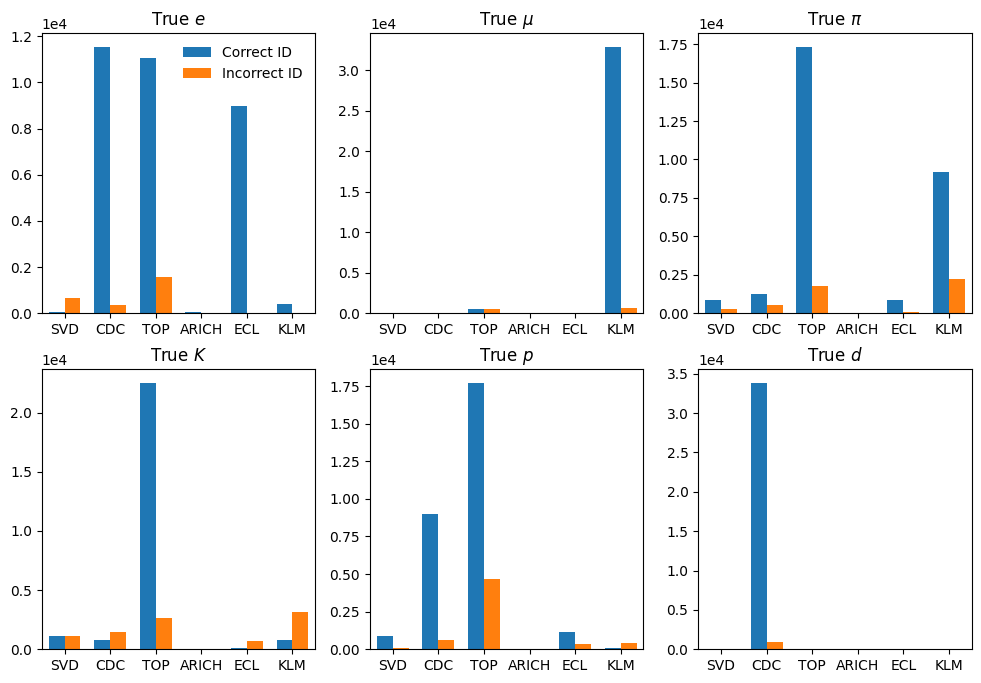 True e
1e4
1.2
1.0
0.8
0.6
0.4
0.2
0.0
SVD CDC TOP ARICH ECL KLM
Correct ID
Incorrect ID
True μ
1e4
3.0
2.5
2.0
1.5
1.0
0.5
0.0
SVD CDC TOP ARICH ECL KLM
True π
1e4
1.75
1.50
1.25
1.00
0.75
0.50
0.25
0.00
SVD CDC TOP ARICH ECL KLM
True K
1e4
2.0
1.5
1.0
0.5
0.0
SVD CDC TOP ARICH ECL KLM
True p
1e4
1.75
1.50
1.25
1.00
0.75
0.50
0.25
0.00
SVD CDC TOP ARICH ECL KLM
True d
1e4
3.5
3.0
2.5
2.0
1.5
1.0
0.5
0.0
SVD CDC TOP ARICH ECL KLM